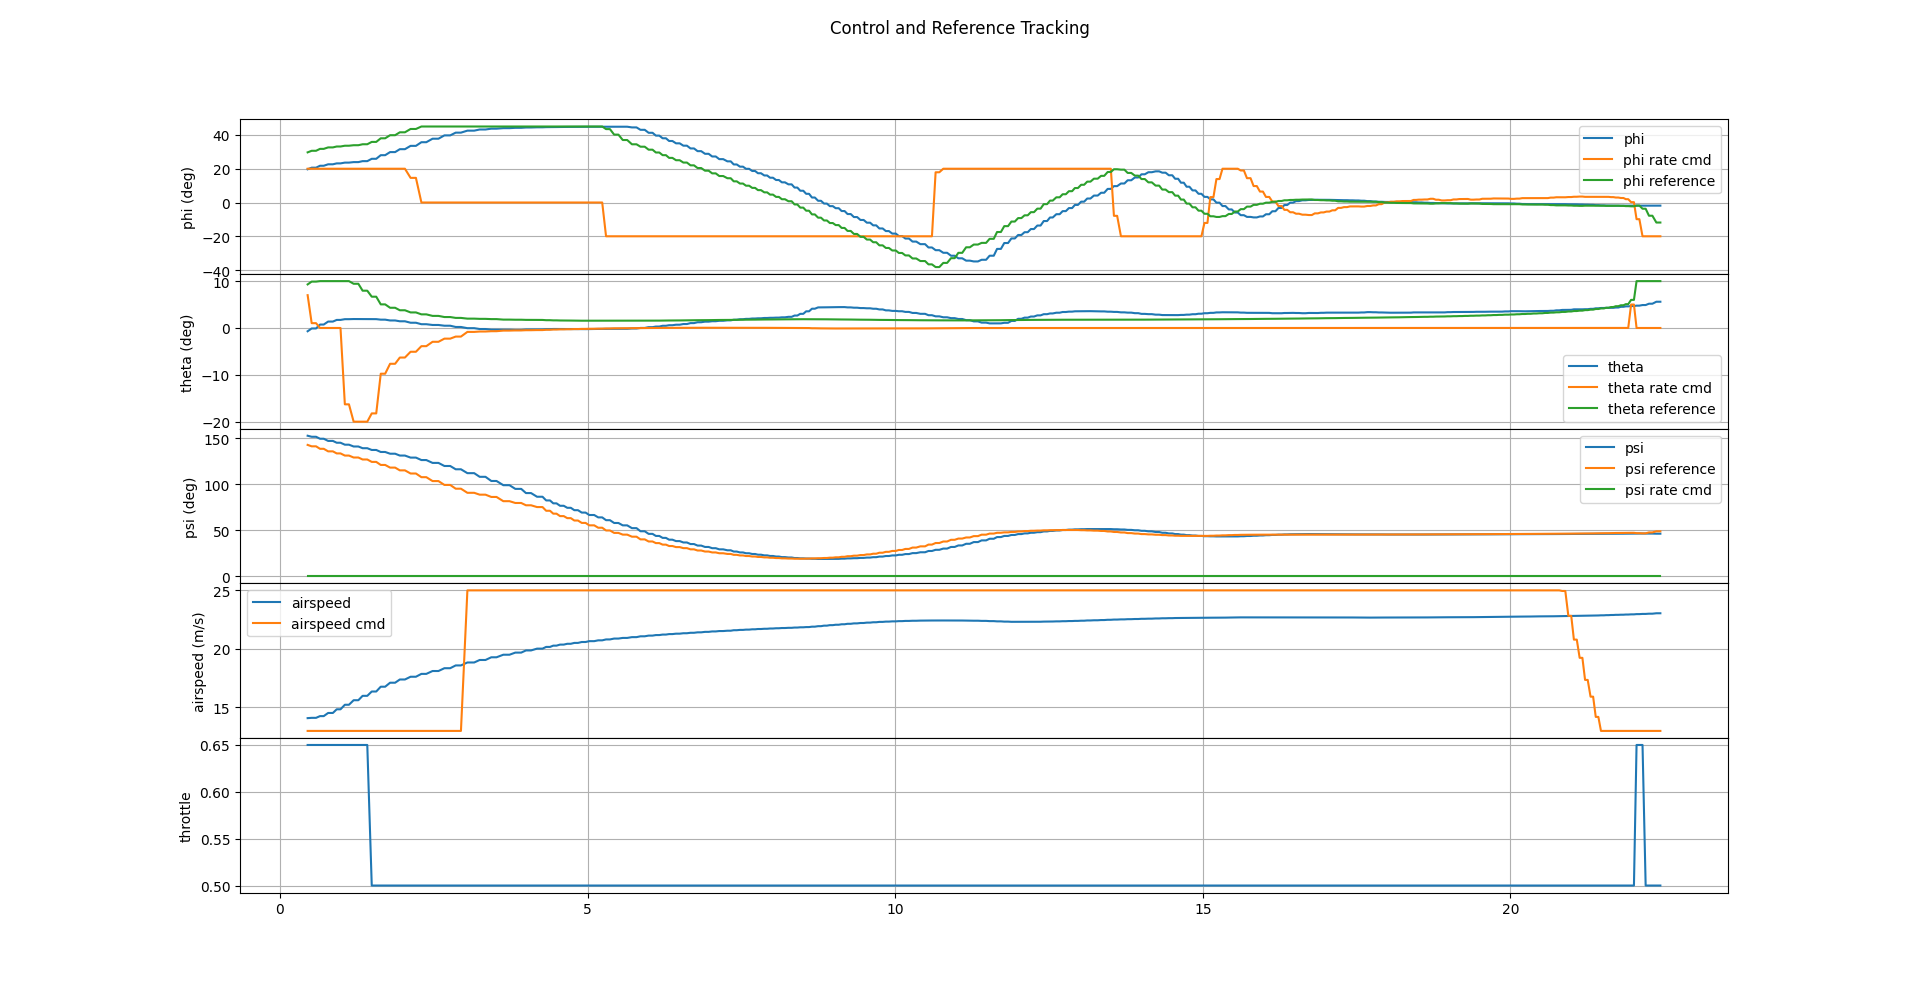 Control and Reference Tracking
phi (deg)
40
20
0
−20
−40
phi
phi rate cmd
phi reference
theta (deg)
10
0
−10
−20
theta
theta rate cmd
theta reference
psi (deg)
150
100
50
0
psi
psi reference
psi rate cmd
airspeed (m/s)
25
20
15
airspeed
airspeed cmd
throttle
0.65
0.60
0.55
0.50
0
5
10
15
20